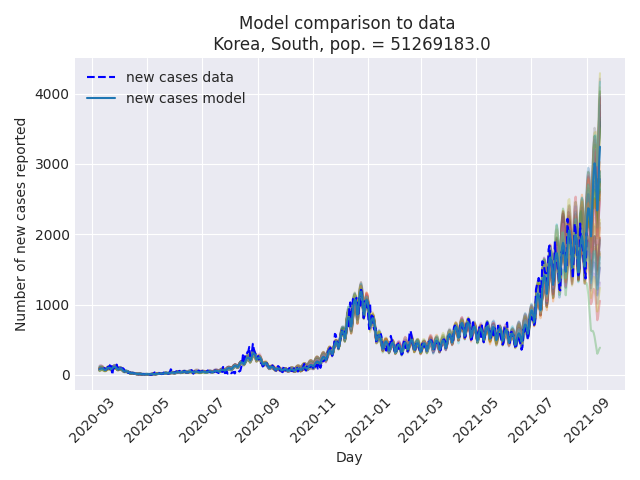 Model comparison to data
Korea, South, pop. = 51269183.0
new cases data
new cases model
Number of new cases reported
4000
3000
2000
1000
0
2020-03
2020-05
2020-07
2020-09
2020-11
2021-01
2021-03
2021-05
2021-07
2021-09
Day